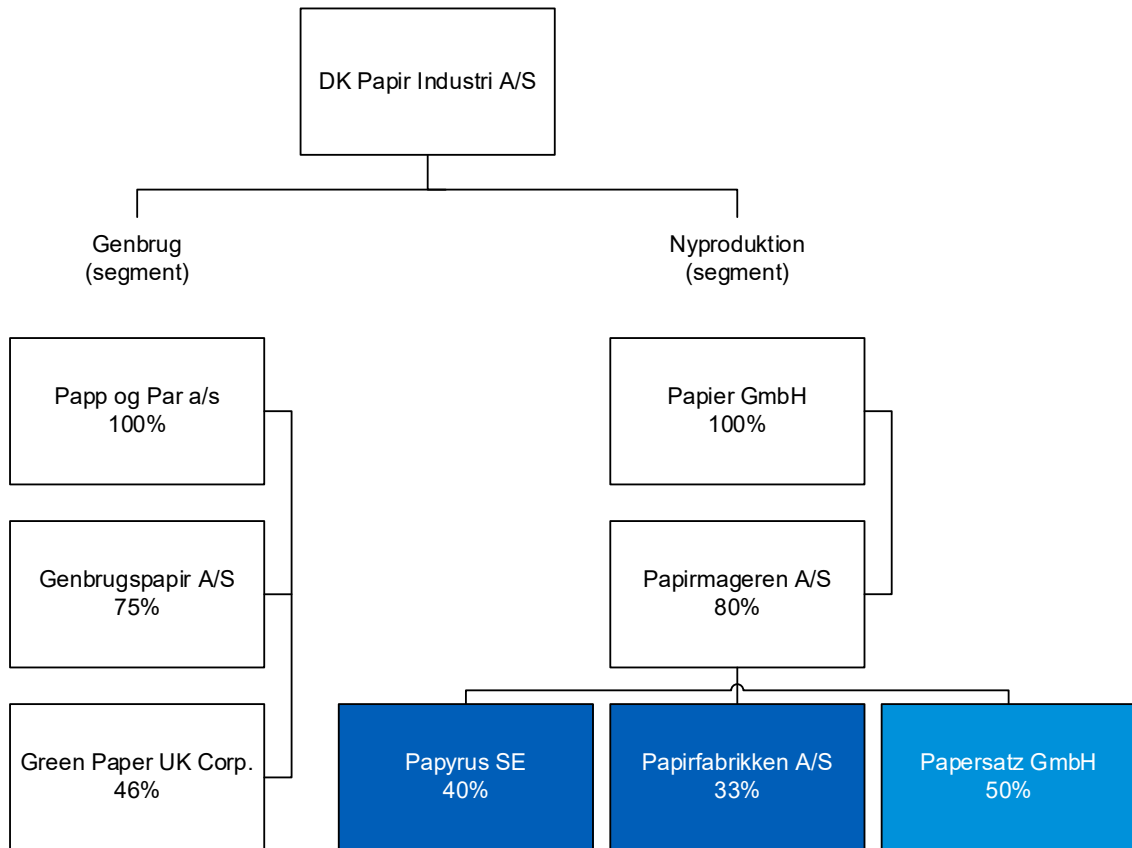 DK Papir Industri A/S
Genbrug
(segment)
Nyproduktion
(segment)
Papp og Par a/s
100%
Papier GmbH
100%
Genbrugspapir A/S
75%
Papirmageren A/S
80%
Green Paper UK Corp.
46%
Papyrus SE
40%
Papirfabrikken A/S
33%
Papersatz GmbH
50%